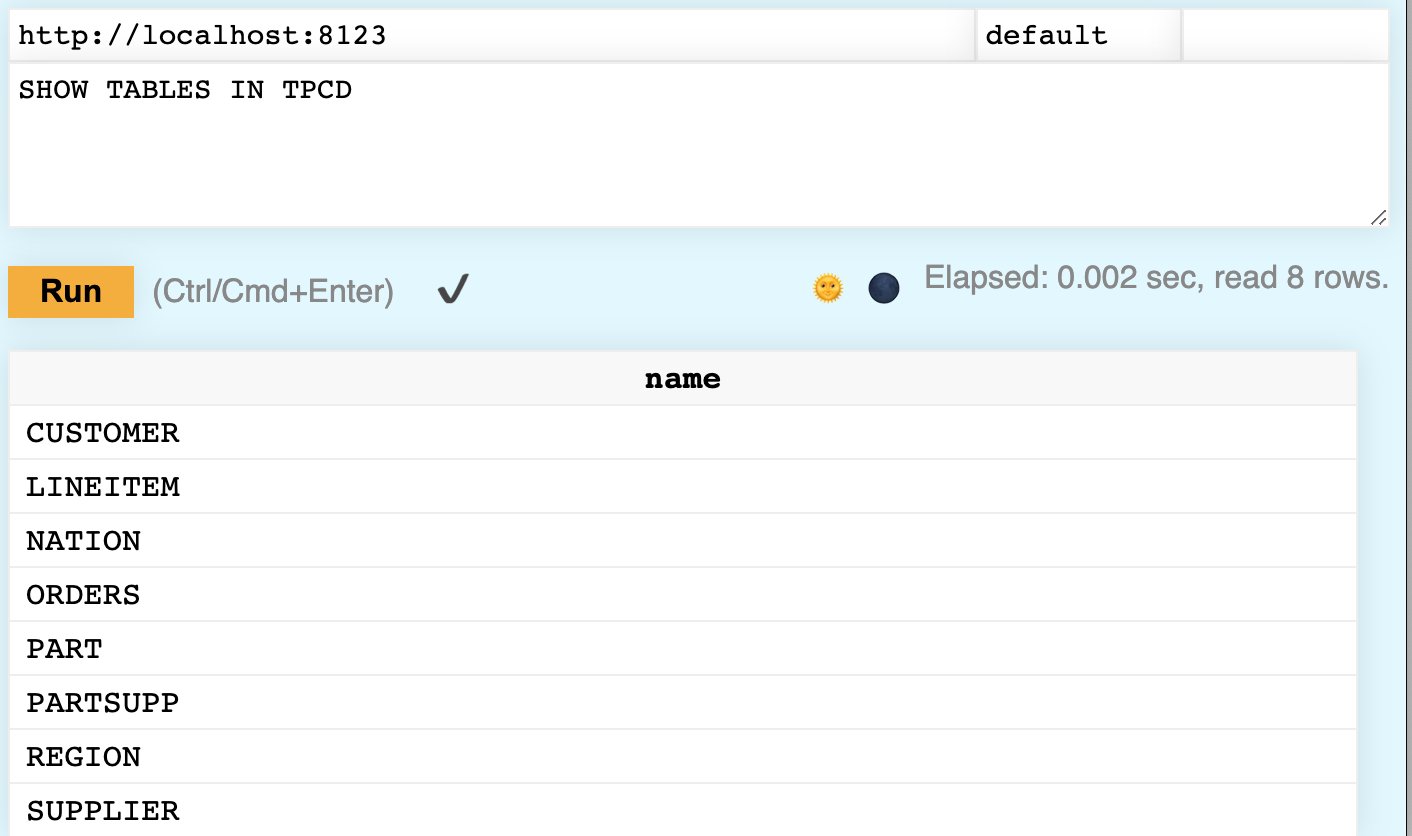 http://localhost:8123 default
SHOW TABLES IN TPCD
Run (Ctrl/Cmd+Enter) ✔ Elapsed: 0.002 sec, read 8 rows.
name
CUSTOMER
LINEITEM
NATION
ORDERS
PART
PARTSUPP
REGION
SUPPLIER